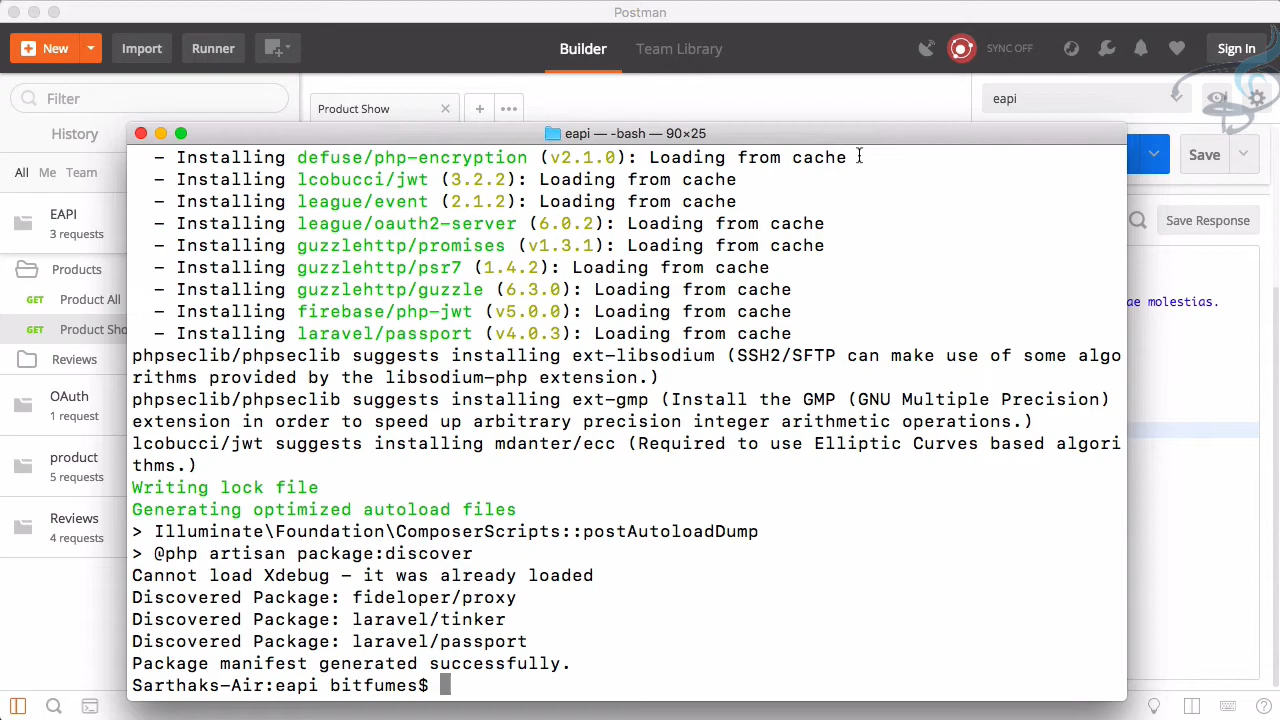 Postman
New
Import
Runner
Builder
Team Library
SYNC OFF
Sign In
Filter
Product Show
eapi
History
eapi — -bash — 90×25
Save
All Me Team
Save Response
EAPI
3 requests
Products
GET Product All
GET Product Sho
Reviews
OAuth
1 request
product
5 requests
Reviews
4 requests
ae molestias.
- Installing defuse/php-encryption (v2.1.0): Loading from cache
- Installing lcobucci/jwt (3.2.2): Loading from cache
- Installing league/event (2.1.2): Loading from cache
- Installing league/oauth2-server (6.0.2): Loading from cache
- Installing guzzlehttp/promises (v1.3.1): Loading from cache
- Installing guzzlehttp/psr7 (1.4.2): Loading from cache
- Installing guzzlehttp/guzzle (6.3.0): Loading from cache
- Installing firebase/php-jwt (v5.0.0): Loading from cache
- Installing laravel/passport (v4.0.3): Loading from cache
phpseclib/phpseclib suggests installing ext-libsodium (SSH2/SFTP can make use of some algo
rithms provided by the libsodium-php extension.)
phpseclib/phpseclib suggests installing ext-gmp (Install the GMP (GNU Multiple Precision)
extension in order to speed up arbitrary precision integer arithmetic operations.)
lcobucci/jwt suggests installing mdanter/ecc (Required to use Elliptic Curves based algori
thms.)
Writing lock file
Generating optimized autoload files
> Illuminate\Foundation\ComposerScripts::postAutoloadDump
> @php artisan package:discover
Cannot load Xdebug - it was already loaded
Discovered Package: fideloper/proxy
Discovered Package: laravel/tinker
Discovered Package: laravel/passport
Package manifest generated successfully.
Sarthaks-Air:eapi bitfumes$